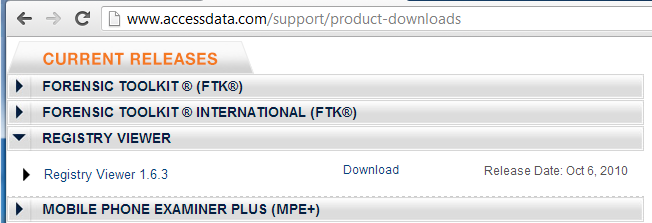 www.accessdata.com/support/product-downloads
CURRENT RELEASES
FORENSIC TOOLKIT ® (FTK®)
FORENSIC TOOLKIT ® INTERNATIONAL (FTK®)
REGISTRY VIEWER
Registry Viewer 1.6.3 Download Release Date: Oct 6, 2010
MOBILE PHONE EXAMINER PLUS (MPE+)